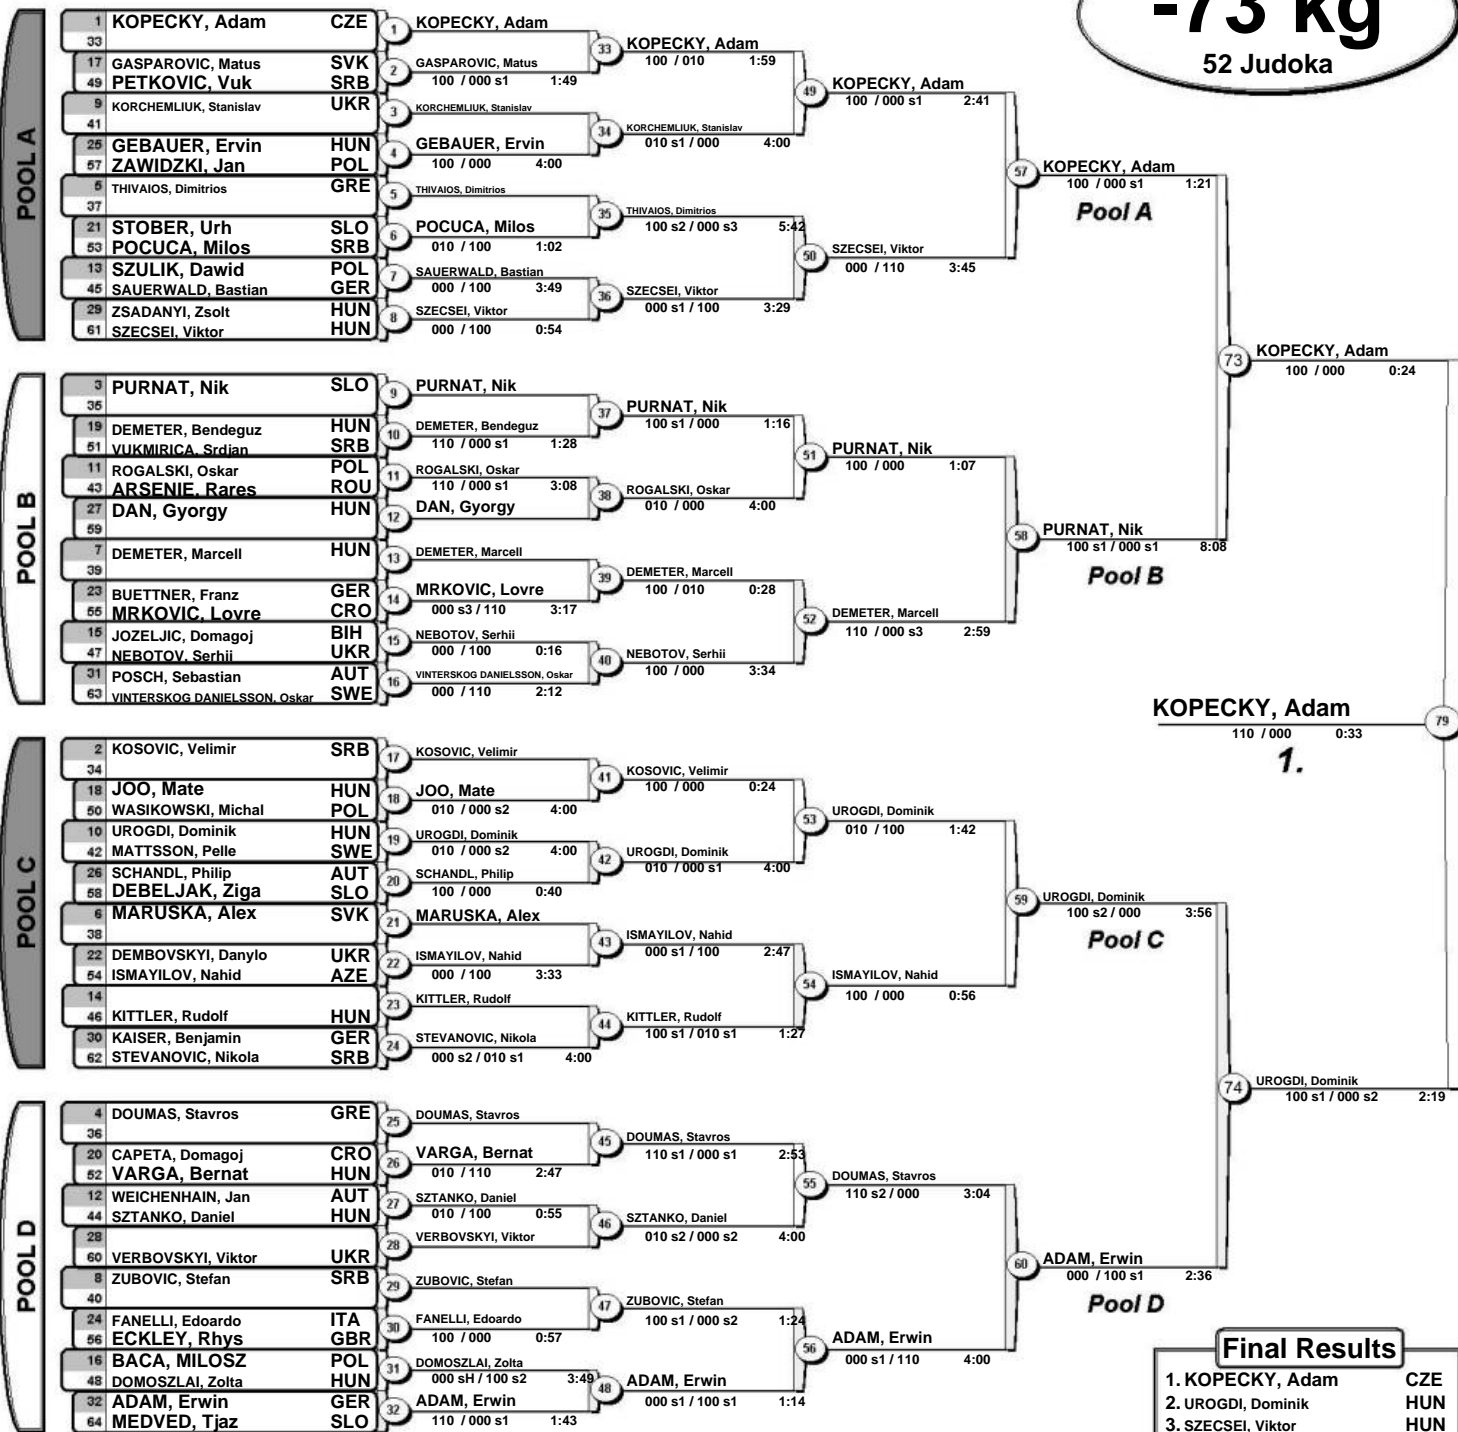 -73 kg
52 Judoka
POOL A
1 KOPECKY, Adam CZE
33
17 GASPAROVIC, Matus SVK
49 PETKOVIC, Vuk SRB
9 KORCHEMLIUK, Stanislav UKR
41
25 GEBAUER, Ervin HUN
57 ZAWIDZKI, Jan POL
5 THIVAIOS, Dimitrios GRE
37
21 STOBER, Urh SLO
53 POCUCA, Milos SRB
13 SZULIK, Dawid POL
45 SAUERWALD, Bastian GER
29 ZSADANYI, Zsolt HUN
61 SZECSEI, Viktor HUN
1 KOPECKY, Adam
2 GASPAROVIC, Matus
100 / 000 s1 1:49
3 KORCHEMLIUK, Stanislav
4 GEBAUER, Ervin
100 / 000 4:00
5 THIVAIOS, Dimitrios
6 POCUCA, Milos
010 / 100 1:02
7 SAUERWALD, Bastian
000 / 100 3:49
8 SZECSEI, Viktor
000 / 100 0:54
33 KOPECKY, Adam
100 / 010 1:59
34 KORCHEMLIUK, Stanislav
010 s1 / 000 4:00
35 THIVAIOS, Dimitrios
100 s2 / 000 s3 5:42
36 SZECSEI, Viktor
000 s1 / 100 3:29
49 KOPECKY, Adam
100 / 000 s1 2:41
50 SZECSEI, Viktor
000 / 110 3:45
57 KOPECKY, Adam
100 / 000 s1 1:21
Pool A
POOL B
3 PURNAT, Nik SLO
35
19 DEMETER, Bendeguz HUN
51 VUKMIRICA, Srdjan SRB
11 ROGALSKI, Oskar POL
43 ARSENIE, Rares ROU
27 DAN, Gyorgy HUN
59
7 DEMETER, Marcell HUN
39
23 BUETTNER, Franz GER
55 MRKOVIC, Lovre CRO
15 JOZELJIC, Domagoj BIH
47 NEBOTOV, Serhii UKR
31 POSCH, Sebastian AUT
63 VINTERSKOG DANIELSSON, Oskar SWE
9 PURNAT, Nik
10 DEMETER, Bendeguz
110 / 000 s1 1:28
11 ROGALSKI, Oskar
110 / 000 s1 3:08
12 DAN, Gyorgy
13 DEMETER, Marcell
14 MRKOVIC, Lovre
000 s3 / 110 3:17
15 NEBOTOV, Serhii
000 / 100 0:16
16 VINTERSKOG DANIELSSON, Oskar
000 / 110 2:12
37 PURNAT, Nik
100 s1 / 000 1:16
38 ROGALSKI, Oskar
010 / 000 4:00
39 DEMETER, Marcell
100 / 010 0:28
40 NEBOTOV, Serhii
100 / 000 3:34
51 PURNAT, Nik
100 / 000 1:07
52 DEMETER, Marcell
110 / 000 s3 2:59
58 PURNAT, Nik
100 s1 / 000 s1 8:08
Pool B
73 KOPECKY, Adam
100 / 000 0:24
KOPECKY, Adam 79
110 / 000 0:33
1.
POOL C
2 KOSOVIC, Velimir SRB
34
18 JOO, Mate HUN
50 WASIKOWSKI, Michal POL
10 UROGDI, Dominik HUN
42 MATTSSON, Pelle SWE
26 SCHANDL, Philip AUT
58 DEBELJAK, Ziga SLO
6 MARUSKA, Alex SVK
38
22 DEMBOVSKYI, Danylo UKR
54 ISMAYILOV, Nahid AZE
14
46 KITTLER, Rudolf HUN
30 KAISER, Benjamin GER
62 STEVANOVIC, Nikola SRB
17 KOSOVIC, Velimir
18 JOO, Mate
010 / 000 s2 4:00
19 UROGDI, Dominik
010 / 000 s2 4:00
20 SCHANDL, Philip
100 / 000 0:40
21 MARUSKA, Alex
22 ISMAYILOV, Nahid
000 / 100 3:33
23 KITTLER, Rudolf
24 STEVANOVIC, Nikola
000 s2 / 010 s1 4:00
41 KOSOVIC, Velimir
100 / 000 0:24
42 UROGDI, Dominik
010 / 000 s1 4:00
43 ISMAYILOV, Nahid
000 s1 / 100 2:47
44 KITTLER, Rudolf
100 s1 / 010 s1 1:27
53 UROGDI, Dominik
010 / 100 1:42
54 ISMAYILOV, Nahid
100 / 000 0:56
59 UROGDI, Dominik
100 s2 / 000 3:56
Pool C
POOL D
4 DOUMAS, Stavros GRE
36
20 CAPETA, Domagoj CRO
52 VARGA, Bernat HUN
12 WEICHENHAIN, Jan AUT
44 SZTANKO, Daniel HUN
28
60 VERBOVSKYI, Viktor UKR
8 ZUBOVIC, Stefan SRB
40
24 FANELLI, Edoardo ITA
56 ECKLEY, Rhys GBR
16 BACA, MILOSZ POL
48 DOMOSZLAI, Zolta HUN
32 ADAM, Erwin GER
64 MEDVED, Tjaz SLO
25 DOUMAS, Stavros
26 VARGA, Bernat
010 / 110 2:47
27 SZTANKO, Daniel
010 / 100 0:55
28 VERBOVSKYI, Viktor
29 ZUBOVIC, Stefan
30 FANELLI, Edoardo
100 / 000 0:57
31 DOMOSZLAI, Zolta
000 sH / 100 s2 3:49
32 ADAM, Erwin
110 / 000 s1 1:43
45 DOUMAS, Stavros
110 s1 / 000 s1 2:53
46 SZTANKO, Daniel
010 s2 / 000 s2 4:00
47 ZUBOVIC, Stefan
100 s1 / 000 s2 1:24
48 ADAM, Erwin
000 s1 / 100 s1 1:14
55 DOUMAS, Stavros
110 s2 / 000 3:04
56 ADAM, Erwin
000 s1 / 110 4:00
60 ADAM, Erwin
000 / 100 s1 2:36
Pool D
74 UROGDI, Dominik
100 s1 / 000 s2 2:19
Final Results
1. KOPECKY, Adam CZE
2. UROGDI, Dominik HUN
3. SZECSEI, Viktor HUN